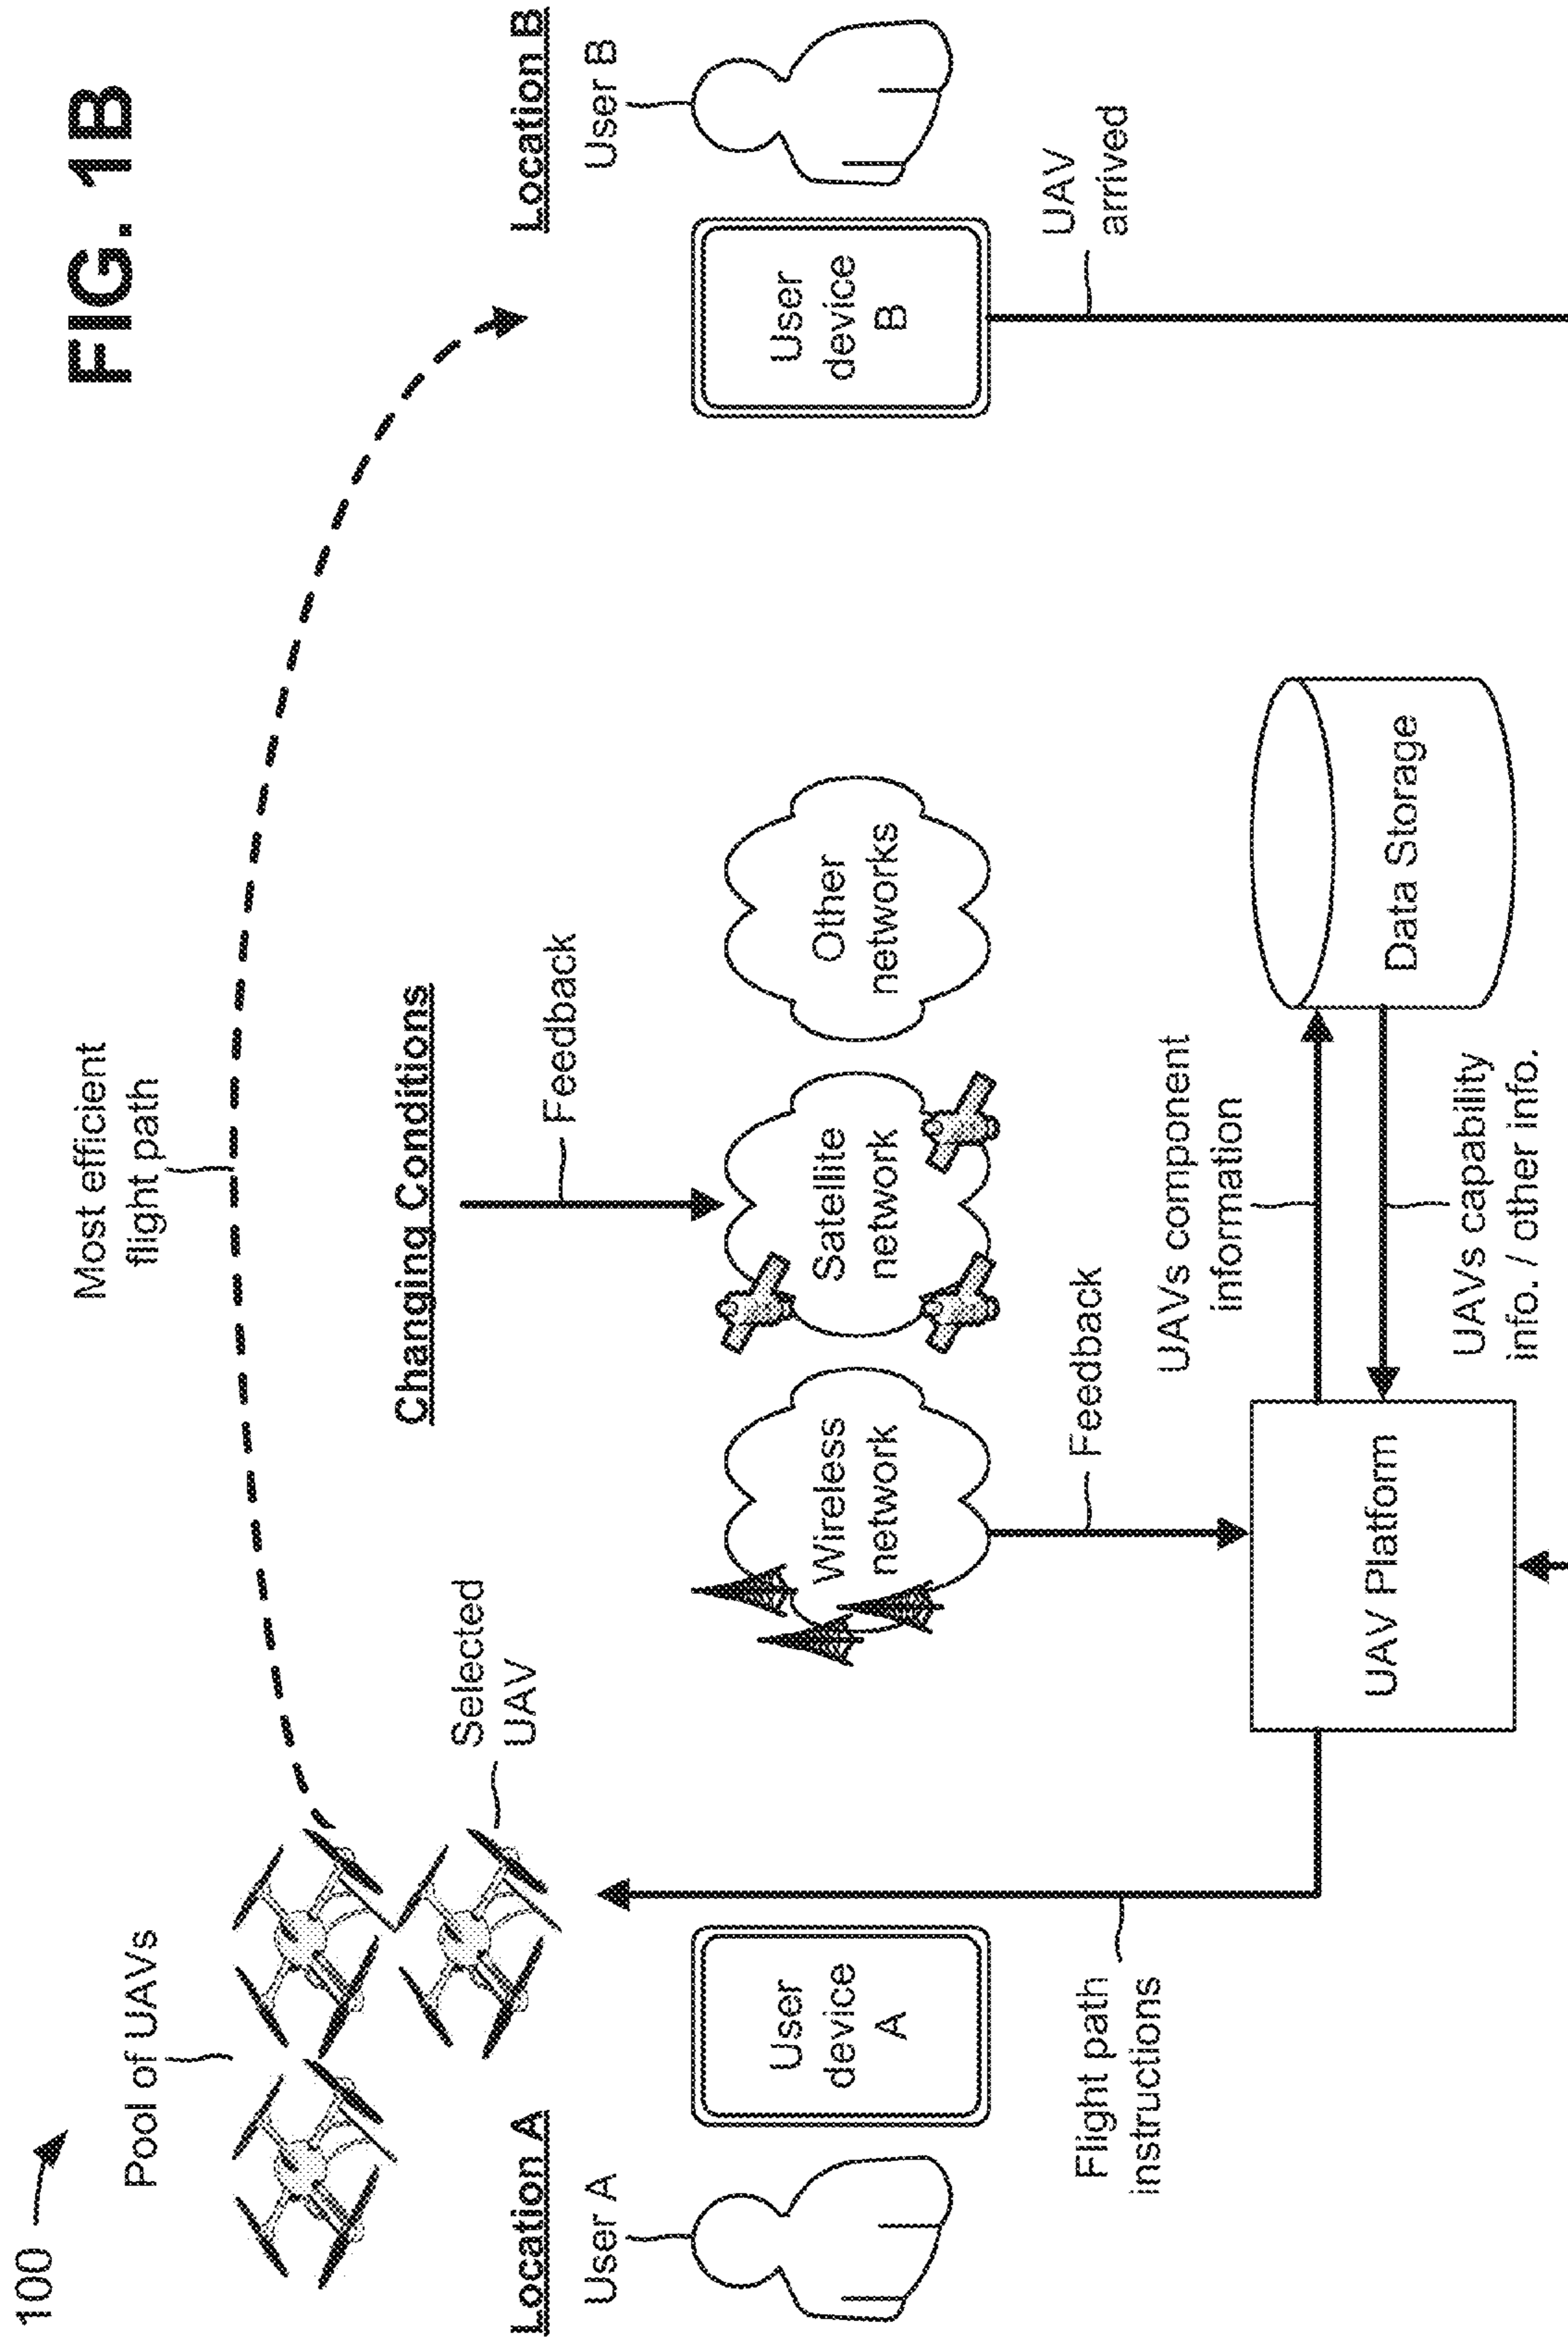 FIG. 1B
100
Pool of UAVs
Most efficient
flight path
Location A
User A
Selected
UAV
Changing Conditions
Feedback
Location B
User B
User
device
A
Wireless
network
Satellite
network
Other
networks
User
device
B
Flight path
instructions
Feedback
UAVs component
information
UAV
arrived
UAV Platform
Data Storage
UAVs capability
info. / other info.